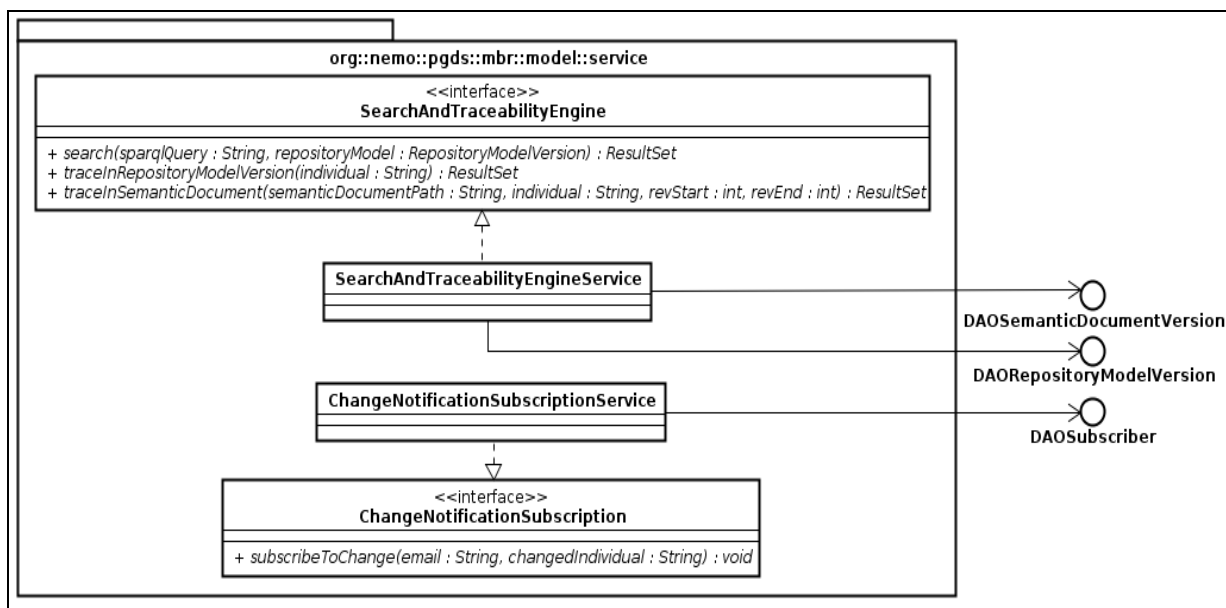 org::nemo::pgds::mbr::model::service
<<interface>>
SearchAndTraceabilityEngine
+ search(sparqlQuery : String, repositoryModel : RepositoryModelVersion) : ResultSet
+ traceInRepositoryModelVersion(individual : String) : ResultSet
+ traceInSemanticDocument(semanticDocumentPath : String, individual : String, revStart : int, revEnd : int) : ResultSet
SearchAndTraceabilityEngineService
DAOSemanticDocumentVersion
DAORepositoryModelVersion
ChangeNotificationSubscriptionService
DAOSubscriber
<<interface>>
ChangeNotificationSubscription
+ subscribeToChange(email : String, changedIndividual : String) : void